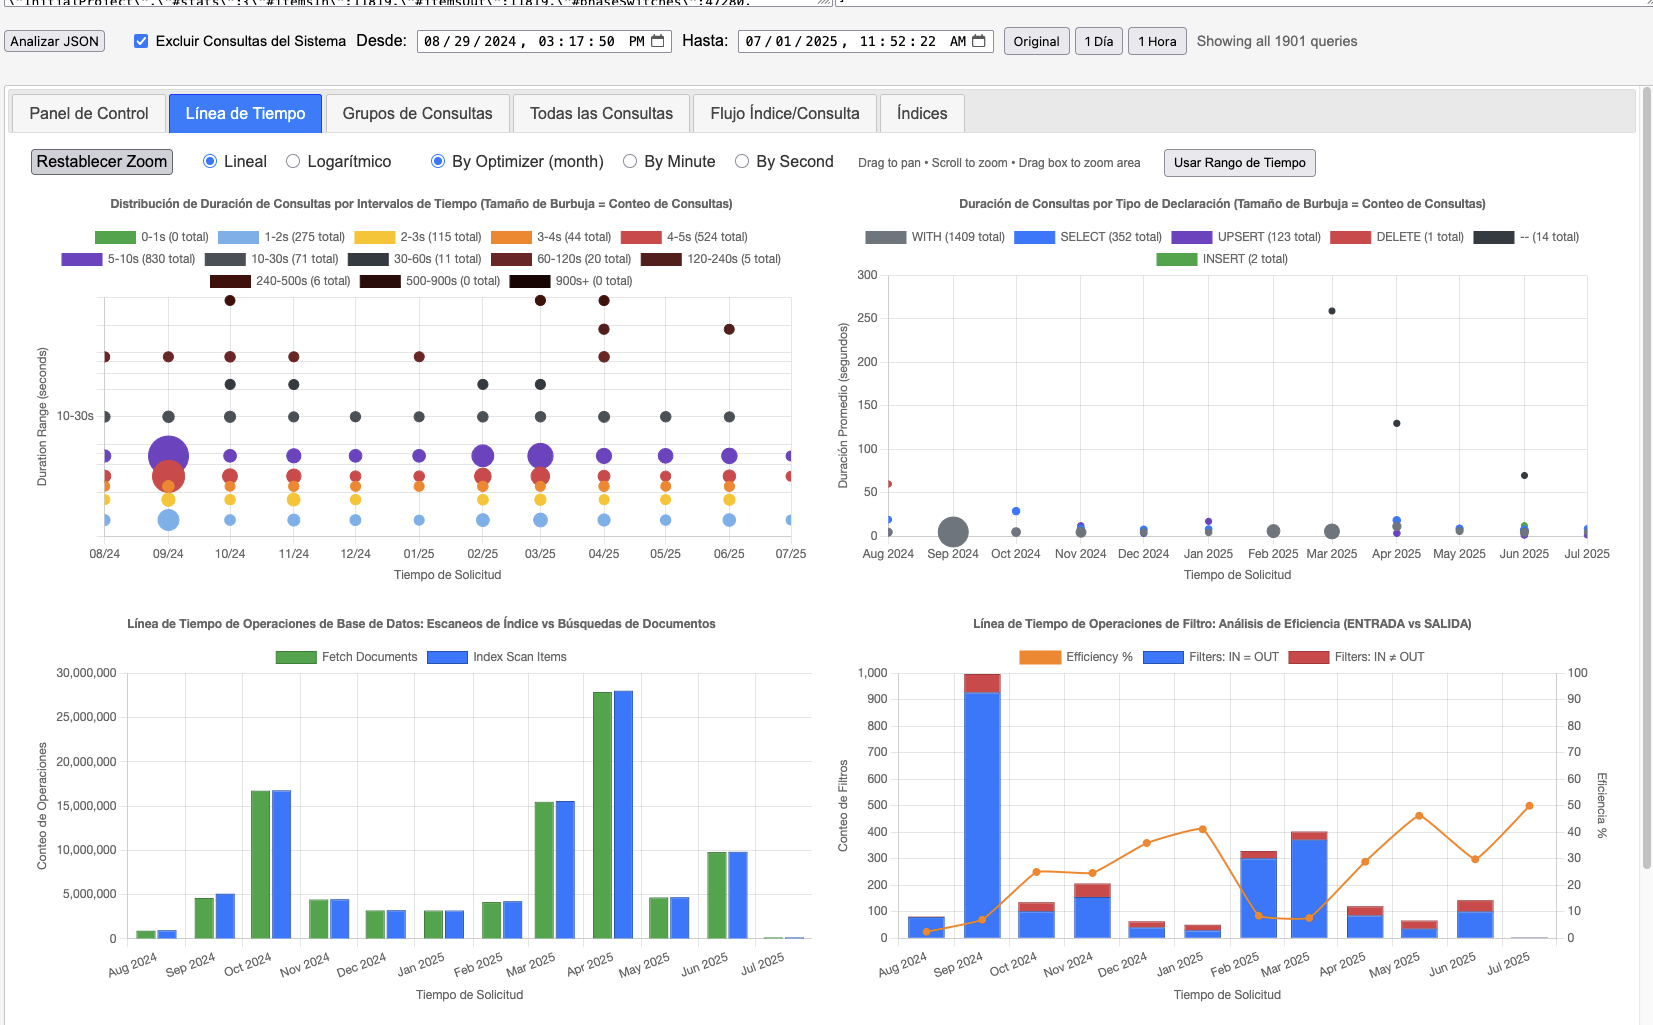 \"InitialProject\",\"#stats\":{\"#itemsIn\":11819,\"#itemsOut\":11819,\"#phaseSwitches\":47280,
Analizar JSON Excluir Consultas del Sistema Desde: 08/29/2024, 03:17:50 PM Hasta: 07/01/2025, 11:52:22 AM Original 1 Día 1 Hora Showing all 1901 queries
Panel de Control Línea de Tiempo Grupos de Consultas Todas las Consultas Flujo Índice/Consulta Índices
Restablecer Zoom Lineal Logarítmico By Optimizer (month) By Minute By Second Drag to pan • Scroll to zoom • Drag box to zoom area Usar Rango de Tiempo
Distribución de Duración de Consultas por Intervalos de Tiempo (Tamaño de Burbuja = Conteo de Consultas)
0-1s (0 total) 1-2s (275 total) 2-3s (115 total) 3-4s (44 total) 4-5s (524 total)
5-10s (830 total) 10-30s (71 total) 30-60s (11 total) 60-120s (20 total) 120-240s (5 total)
240-500s (6 total) 500-900s (0 total) 900s+ (0 total)
Duration Range (seconds)
10-30s
08/24 09/24 10/24 11/24 12/24 01/25 02/25 03/25 04/25 05/25 06/25 07/25
Tiempo de Solicitud
Duración de Consultas por Tipo de Declaración (Tamaño de Burbuja = Conteo de Consultas)
WITH (1409 total) SELECT (352 total) UPSERT (123 total) DELETE (1 total) -- (14 total)
INSERT (2 total)
Duración Promedio (segundos)
300
250
200
150
100
50
0
Aug 2024 Sep 2024 Oct 2024 Nov 2024 Dec 2024 Jan 2025 Feb 2025 Mar 2025 Apr 2025 May 2025 Jun 2025 Jul 2025
Tiempo de Solicitud
Línea de Tiempo de Operaciones de Base de Datos: Escaneos de Índice vs Búsquedas de Documentos
Fetch Documents Index Scan Items
Conteo de Operaciones
30,000,000
25,000,000
20,000,000
15,000,000
10,000,000
5,000,000
0
Aug 2024 Sep 2024 Oct 2024 Nov 2024 Dec 2024 Jan 2025 Feb 2025 Mar 2025 Apr 2025 May 2025 Jun 2025 Jul 2025
Tiempo de Solicitud
Línea de Tiempo de Operaciones de Filtro: Análisis de Eficiencia (ENTRADA vs SALIDA)
Efficiency % Filters: IN = OUT Filters: IN ≠ OUT
Conteo de Filtros
1,000 100
900 90
800 80
700 70
600 60
500 50
400 40
300 30
200 20
100 10
0 0
Eficiencia %
Aug 2024 Sep 2024 Oct 2024 Nov 2024 Dec 2024 Jan 2025 Feb 2025 Mar 2025 Apr 2025 May 2025 Jun 2025 Jul 2025
Tiempo de Solicitud